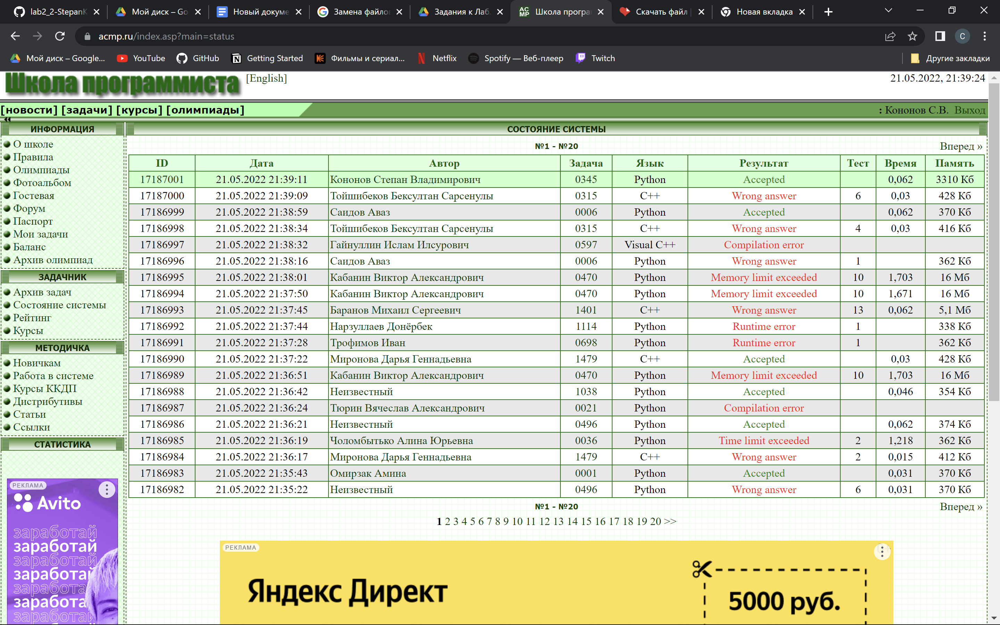 lab2_2-StepanK
Мой диск – Go
Новый докуме
Замена файлов
Задания к Лаб.
Школа програ
Скачать файл
Новая вкладка
acmp.ru/index.asp?main=status
C
Мой диск – Google...
YouTube
GitHub
Getting Started
Фильмы и сериал...
Netflix
Spotify — Веб-плеер
Twitch
Другие закладки
Школа программиста
[English]
21.05.2022, 21:39:24
[новости] [задачи] [курсы] [олимпиады]
: Кононов С.В. Выход
ИНФОРМАЦИЯ
О школе
Правила
Олимпиады
Фотоальбом
Гостевая
Форум
Паспорт
Мои задачи
Баланс
Архив олимпиад
ЗАДАЧНИК
Архив задач
Состояние системы
Рейтинг
Курсы
МЕТОДИЧКА
Новичкам
Работа в системе
Курсы ККДП
Дистрибутивы
Статьи
Ссылки
СТАТИСТИКА
РЕКЛАМА
Avito
заработай
заработай
заработай
заработай
заработа
заработа
заработай
СОСТОЯНИЕ СИСТЕМЫ
№1 - №20 Вперед »
ID Дата Автор Задача Язык Результат Тест Время Память
17187001 21.05.2022 21:39:11 Кононов Степан Владимирович 0345 Python Accepted 0,062 3310 Кб
17187000 21.05.2022 21:39:09 Тойшибеков Бексултан Сарсенулы 0315 C++ Wrong answer 6 0,03 428 Кб
17186999 21.05.2022 21:38:59 Саидов Аваз 0006 Python Accepted 0,062 370 Кб
17186998 21.05.2022 21:38:34 Тойшибеков Бексултан Сарсенулы 0315 C++ Wrong answer 4 0,03 416 Кб
17186997 21.05.2022 21:38:32 Гайнуллин Ислам Илсурович 0597 Visual C++ Compilation error
17186996 21.05.2022 21:38:16 Саидов Аваз 0006 Python Wrong answer 1 362 Кб
17186995 21.05.2022 21:38:01 Кабанин Виктор Александрович 0470 Python Memory limit exceeded 10 1,703 16 Мб
17186994 21.05.2022 21:37:50 Кабанин Виктор Александрович 0470 Python Memory limit exceeded 10 1,671 16 Мб
17186993 21.05.2022 21:37:45 Баранов Михаил Сергеевич 1401 C++ Wrong answer 13 0,062 5,1 Мб
17186992 21.05.2022 21:37:44 Нарзуллаев Донёрбек 1114 Python Runtime error 1 338 Кб
17186991 21.05.2022 21:37:28 Трофимов Иван 0698 Python Runtime error 1 362 Кб
17186990 21.05.2022 21:37:22 Миронова Дарья Геннадьевна 1479 C++ Accepted 0,03 428 Кб
17186989 21.05.2022 21:36:51 Кабанин Виктор Александрович 0470 Python Memory limit exceeded 10 1,703 16 Мб
17186988 21.05.2022 21:36:42 Неизвестный 1038 Python Accepted 0,046 354 Кб
17186987 21.05.2022 21:36:24 Тюрин Вячеслав Александрович 0021 Python Compilation error
17186986 21.05.2022 21:36:21 Неизвестный 0496 Python Accepted 0,062 374 Кб
17186985 21.05.2022 21:36:19 Чоломбытько Алина Юрьевна 0036 Python Time limit exceeded 2 1,218 362 Кб
17186984 21.05.2022 21:36:17 Миронова Дарья Геннадьевна 1479 C++ Wrong answer 2 0,015 412 Кб
17186983 21.05.2022 21:35:43 Омирзак Амина 0001 Python Accepted 0,031 370 Кб
17186982 21.05.2022 21:35:22 Неизвестный 0496 Python Wrong answer 6 0,031 370 Кб
№1 - №20 Вперед »
1 2 3 4 5 6 7 8 9 10 11 12 13 14 15 16 17 18 19 20 >>
РЕКЛАМА
Яндекс Директ
5000 руб.